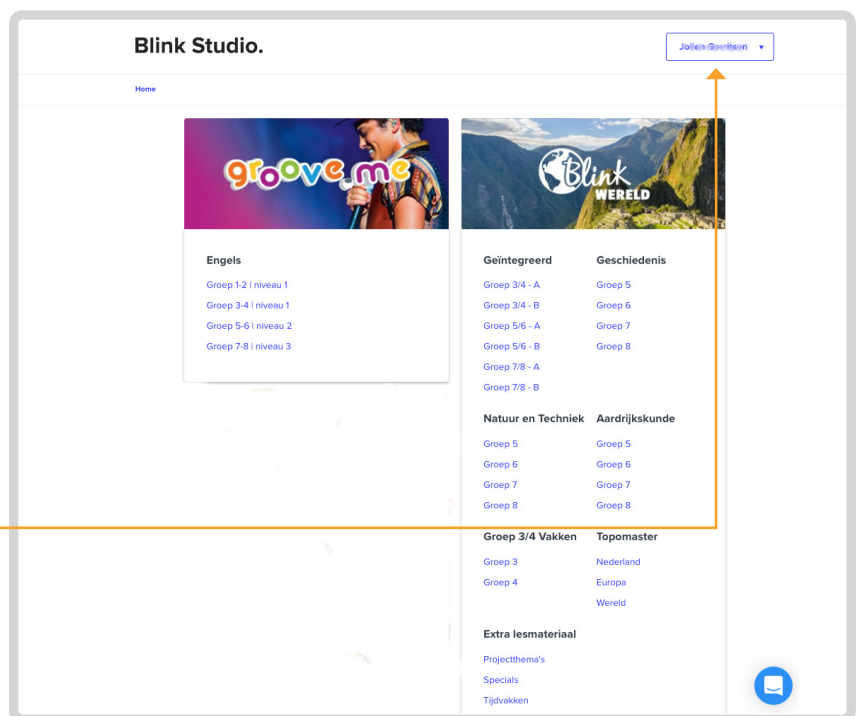 Blink Studio.
Home
groove.me
Engels
Groep 1-2 | niveau 1
Groep 3-4 | niveau 1
Groep 5-6 | niveau 2
Groep 7-8 | niveau 3
Blink
WERELD
Geïntegreerd
Groep 3/4 - A
Groep 3/4 - B
Groep 5/6 - A
Groep 5/6 - B
Groep 7/8 - A
Groep 7/8 - B
Geschiedenis
Groep 5
Groep 6
Groep 7
Groep 8
Natuur en Techniek
Groep 5
Groep 6
Groep 7
Groep 8
Aardrijkskunde
Groep 5
Groep 6
Groep 7
Groep 8
Groep 3/4 Vakken
Groep 3
Groep 4
Topomaster
Nederland
Europa
Wereld
Extra lesmateriaal
Projectthema's
Specials
Tijdvakken